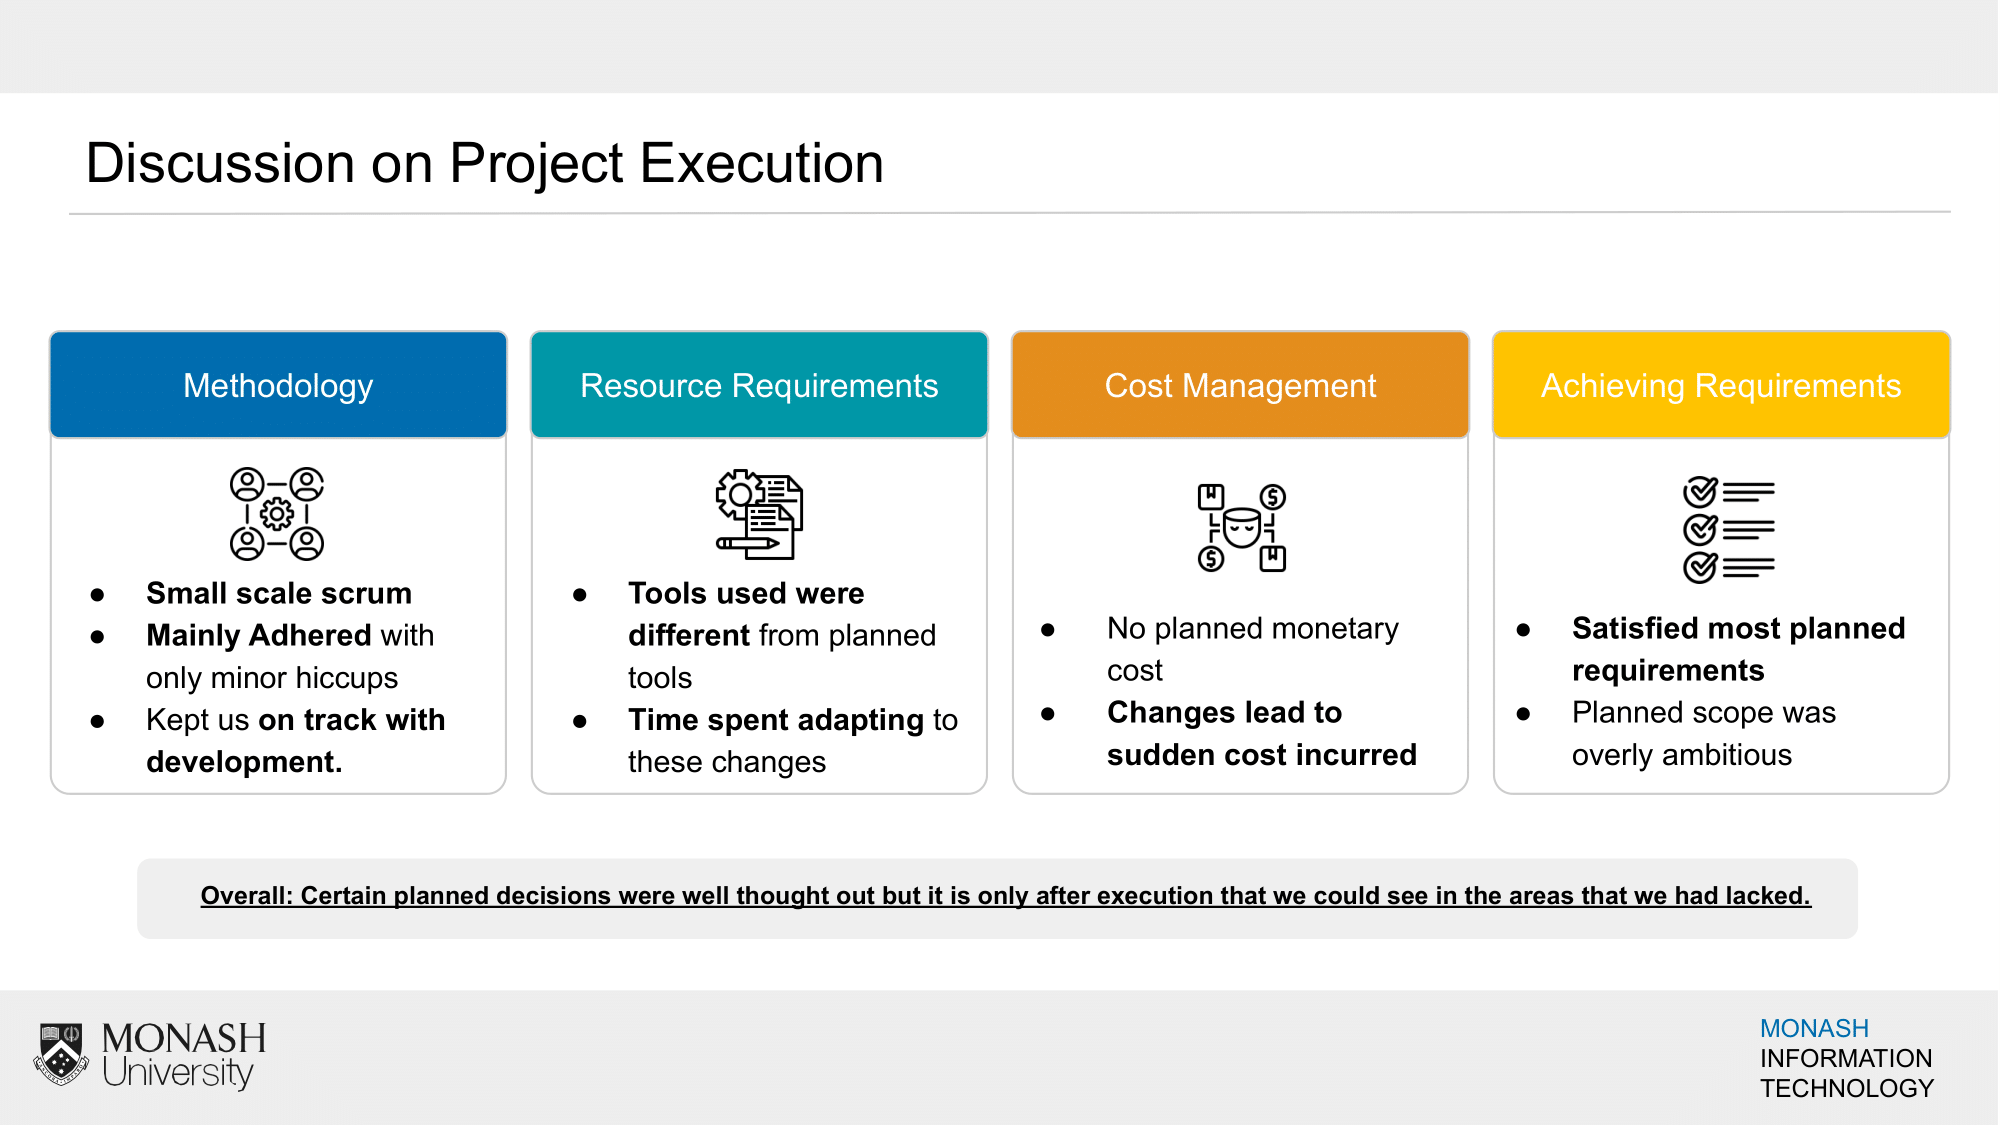 Discussion on Project Execution
Methodology
● Small scale scrum
● Mainly Adhered with
only minor hiccups
● Kept us on track with
development.
Resource Requirements
● Tools used were
different from planned
tools
● Time spent adapting to
these changes
Cost Management
● No planned monetary
cost
● Changes lead to
sudden cost incurred
Achieving Requirements
● Satisfied most planned
requirements
● Planned scope was
overly ambitious
Overall: Certain planned decisions were well thought out but it is only after execution that we could see in the areas that we had lacked.
MONASH
University
MONASH
INFORMATION
TECHNOLOGY